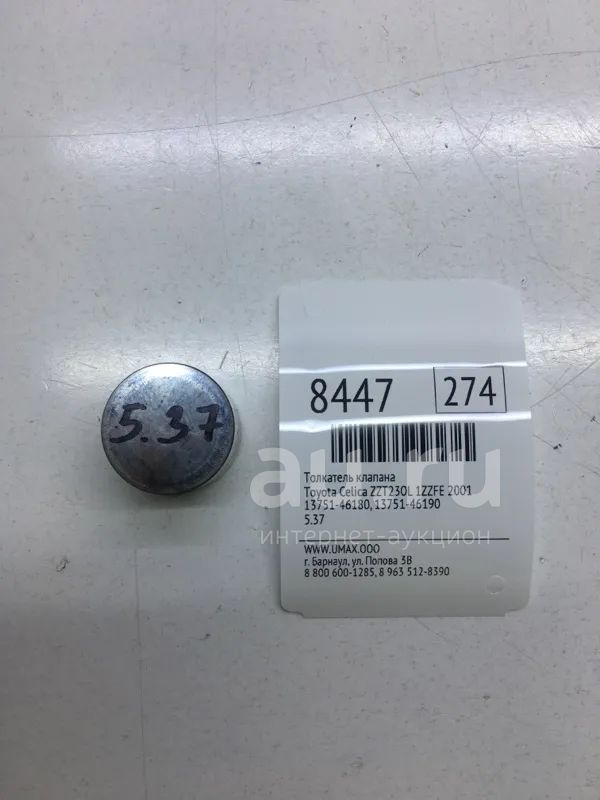 5.37
8447 274
Толкатель клапана
Toyota Celica ZZT230L 1ZZFE 2001
13751-46180, 13751-46190
5.37
WWW.UMAX.OOO
г. Барнаул, ул. Попова 3В
8 800 600-1285, 8 963 512-8390
au.ru
интернет-аукцион